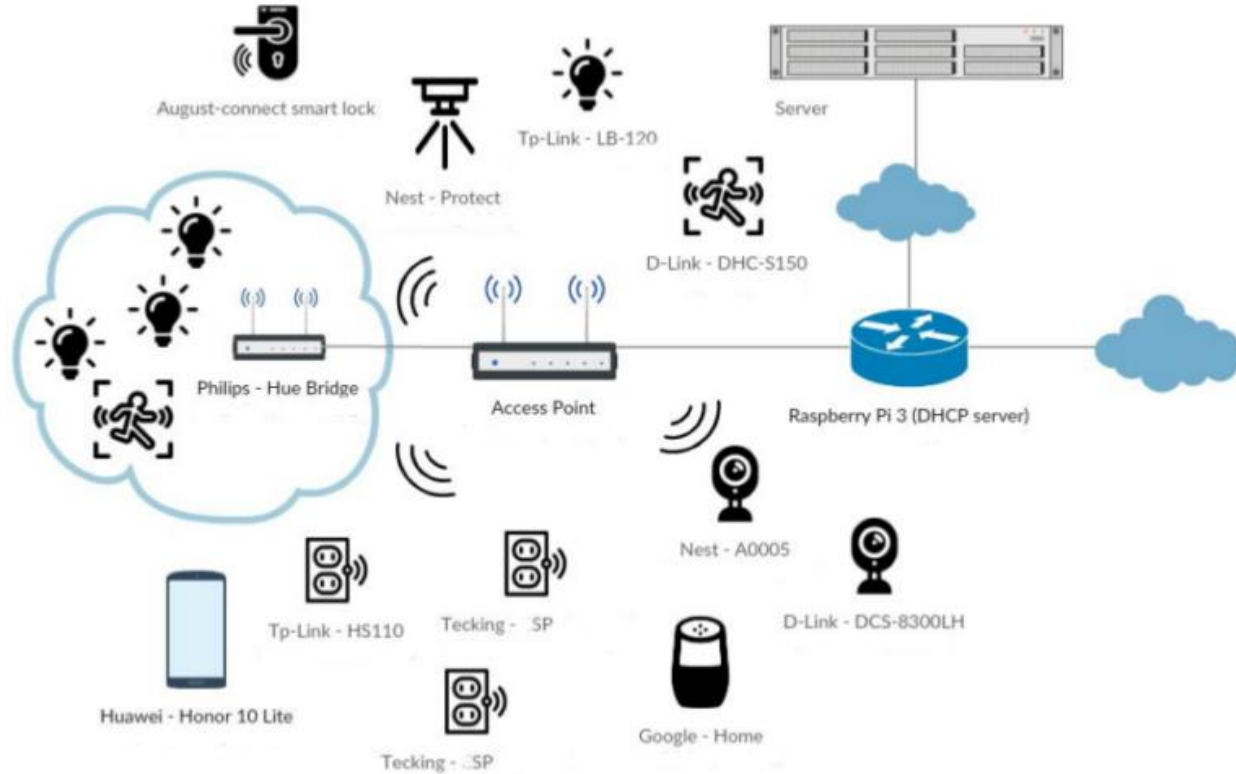 August-connect smart lock
Tp-Link - LB-120
Server
Nest - Protect
D-Link - DHC-S150
Philips - Hue Bridge
Access Point
Raspberry Pi 3 (DHCP server)
Nest - A0005
Tp-Link - HS110
Tecking - SP
D-Link - DCS-8300LH
Huawei - Honor 10 Lite
Tecking - SP
Google - Home